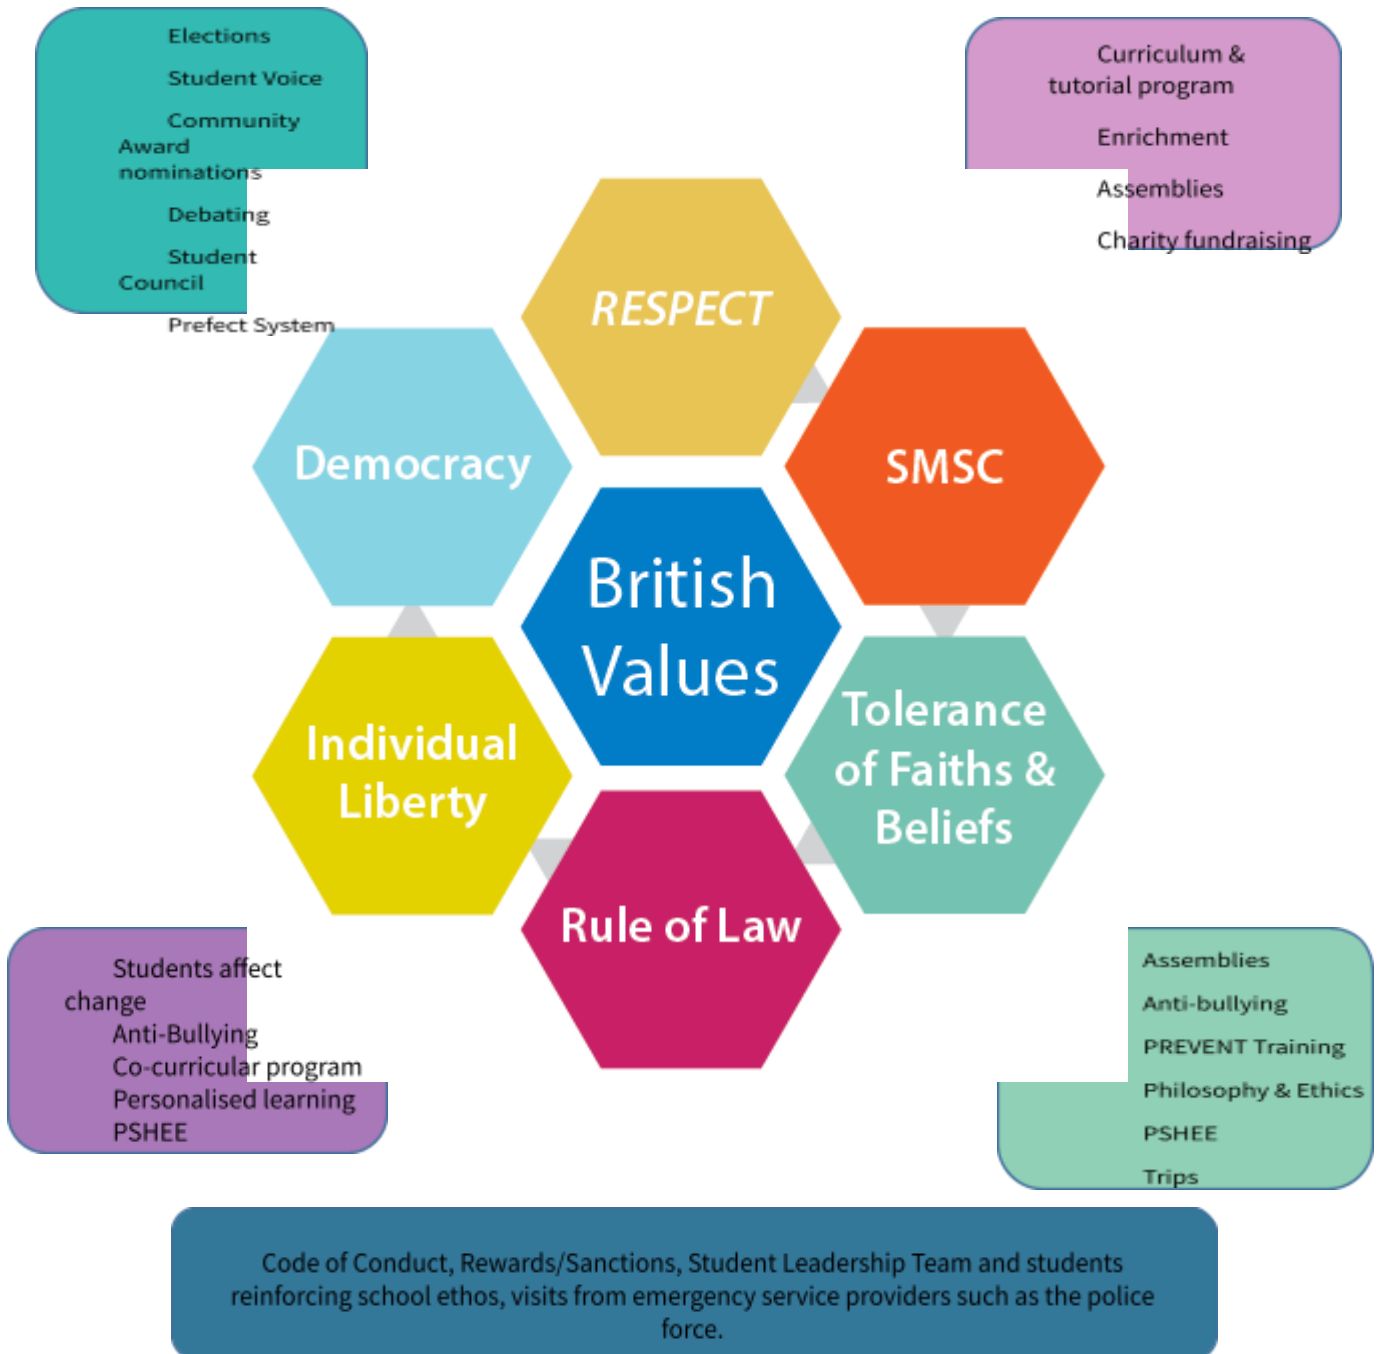 Elections
Student Voice
Community
Award
nominations
Debating
Student
Council
Prefect System
Curriculum &
tutorial program
Enrichment
Assemblies
Charity fundraising
RESPECT
Democracy
SMSC
British
Values
Individual
Liberty
Tolerance
of Faiths &
Beliefs
Rule of Law
Students affect
change
Anti-Bullying
Co-curricular program
Personalised learning
PSHEE
Assemblies
Anti-bullying
PREVENT Training
Philosophy & Ethics
PSHEE
Trips
Code of Conduct, Rewards/Sanctions, Student Leadership Team and students
reinforcing school ethos, visits from emergency service providers such as the police
force.